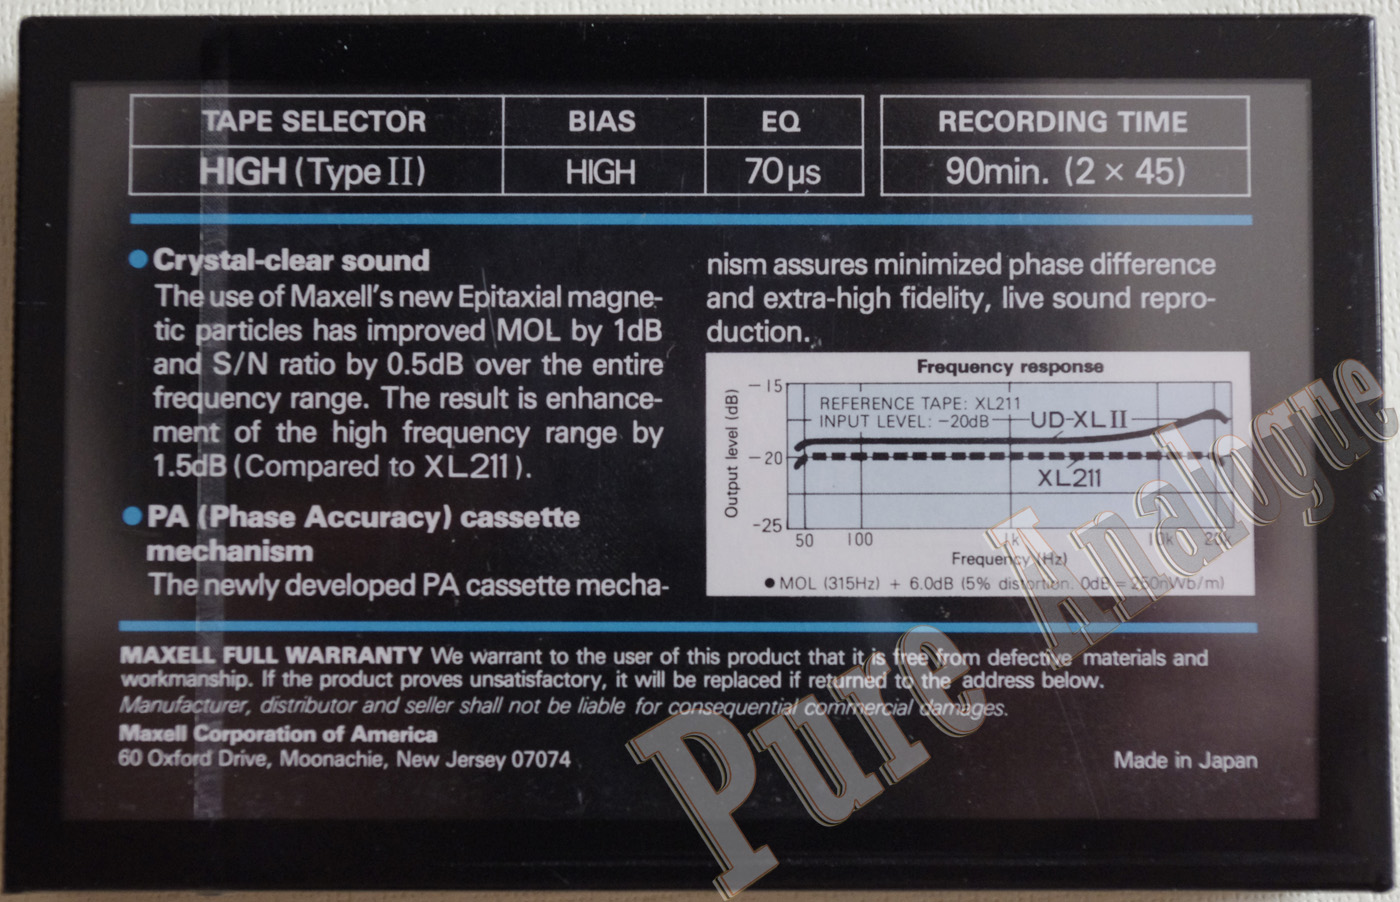 TAPE SELECTOR BIAS EQ RECORDING TIME
HIGH (Type II) HIGH 70μs 90min. (2 × 45)
● Crystal-clear sound
The use of Maxell's new Epitaxial magne-
tic particles has improved MOL by 1dB
and S/N ratio by 0.5dB over the entire
frequency range. The result is enhance-
ment of the high frequency range by
1.5dB (Compared to XL211).
● PA (Phase Accuracy) cassette
mechanism
The newly developed PA cassette mecha-
nism assures minimized phase difference
and extra-high fidelity, live sound repro-
duction.
Frequency response
Output level (dB)
-15
-20
-25
REFERENCE TAPE: XL211
INPUT LEVEL: -20dB
UD-XL II
XL211
50 100 1k 10k 20k
Frequency (Hz)
● MOL (315Hz) + 6.0dB (5% distortion. 0dB = 250nWb/m)
MAXELL FULL WARRANTY We warrant to the user of this product that it is free from defective materials and
workmanship. If the product proves unsatisfactory, it will be replaced if returned to the address below.
Manufacturer, distributor and seller shall not be liable for consequential commercial damages.
Maxell Corporation of America
60 Oxford Drive, Moonachie, New Jersey 07074
Made in Japan
Pure Analogue